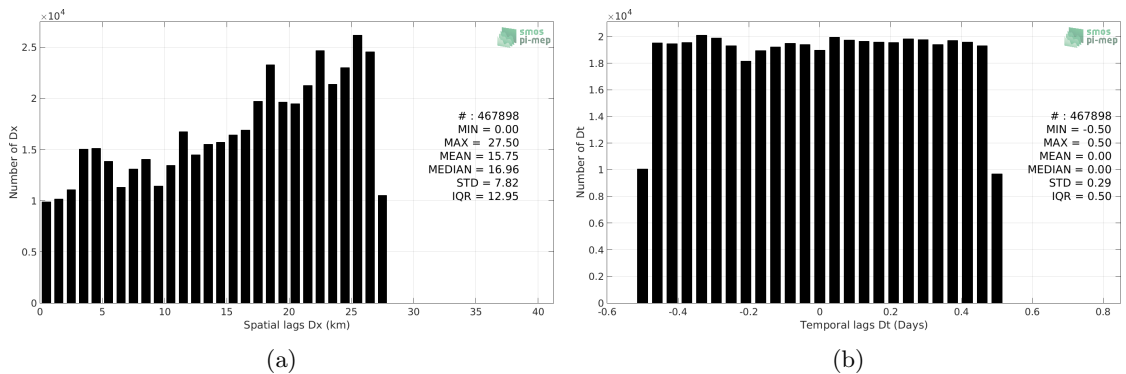 ×10⁴
2.5
2
1.5
1
0.5
0
0 5 10 15 20 25 30 35 40
Number of Dx
Spatial lags Dx (km)
smos
pi-mep
# : 467898
MIN = 0.00
MAX = 27.50
MEAN = 15.75
MEDIAN = 16.96
STD = 7.82
IQR = 12.95
(a)
×10⁴
2
1.8
1.6
1.4
1.2
1
0.8
0.6
0.4
0.2
0
-0.6 -0.4 -0.2 0 0.2 0.4 0.6 0.8
Number of Dt
Temporal lags Dt (Days)
smos
pi-mep
# : 467898
MIN = -0.50
MAX = 0.50
MEAN = 0.00
MEDIAN = 0.00
STD = 0.29
IQR = 0.50
(b)